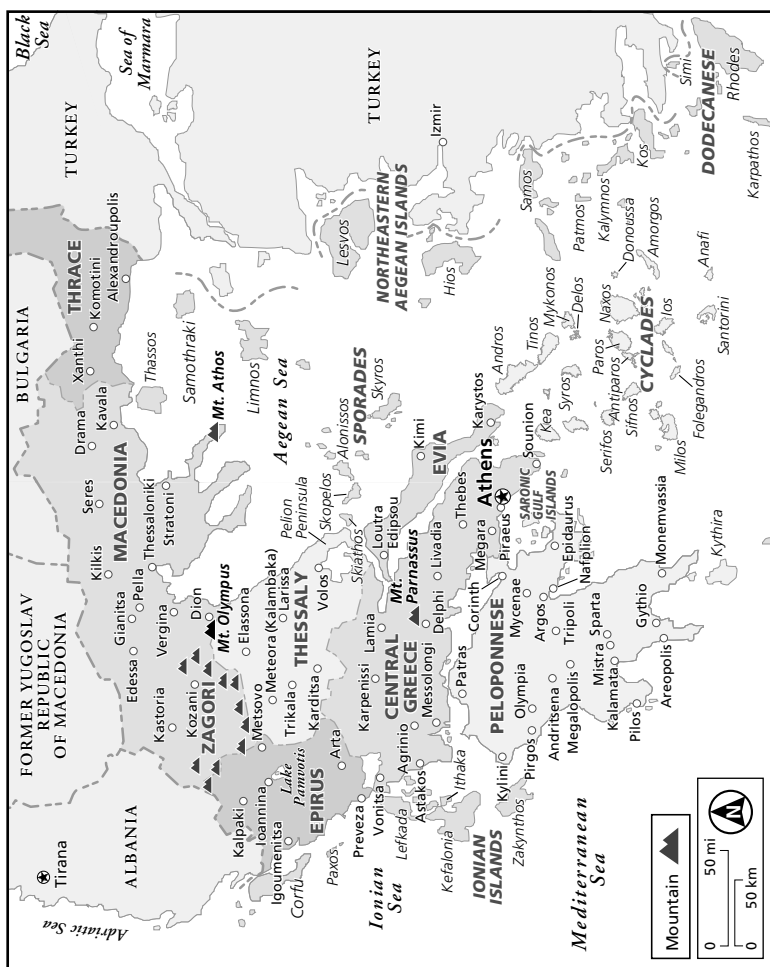 Black
Sea
Sea of
Marmara
BULGARIA
FORMER YUGOSLAV
REPUBLIC
OF MACEDONIA
TURKEY
TURKEY
ALBANIA
Tirana
Adriatic Sea
THRACE
Xanthi
Komotini
Alexandroupolis
Drama
Kavala
MACEDONIA
Seres
Kilkis
Thessaloniki
Stratoni
Gianitsa
Pella
Edessa
Vergina
Kastoria
Kozani
Dion
Mt. Olympus
ZAGORI
Thassos
Samothraki
Mt. Athos
Limnos
Aegean Sea
Elassona
Metsovo
Meteora (Kalambaka)
Larissa
THESSALY
Trikala
Karditsa
Volos
Pelion
Peninsula
Skiathos
Skopelos
Alonissos
SPORADES
Skyros
Kalpaki
Ioannina
Lake
Pamvotis
Igoumenitsa
EPIRUS
Arta
Corfu
Paxos
Preveza
Vonitsa
Ionian
Sea
Lefkada
Agrinio
Astakos
Messolongi
Karpenissi
Lamia
CENTRAL
GREECE
Mt.
Parnassus
Delphi
Livadia
Loutra
Edipsou
Kimi
EVIA
Karystos
Thebes
Athens
Megara
Piraeus
Sounion
SARONIC
GULF
ISLANDS
NORTHEASTERN
AEGEAN ISLANDS
Lesvos
Hios
Samos
Izmir
Ithaka
Kefalonia
IONIAN
ISLANDS
Zakynthos
Kylini
Patras
PELOPONNESE
Corinth
Mycenae
Argos
Epidaurus
Nafplion
Tripoli
Olympia
Pirgos
Andritsena
Megalopolis
Sparta
Mistra
Kalamata
Pilos
Gythio
Areopolis
Monemvassia
Kythira
Andros
Tinos
Mykonos
Delos
Kea
Syros
Serifos
Sifnos
Antiparos
Paros
Naxos
Donoussa
Amorgos
CYCLADES
Ios
Milos
Folegandros
Santorini
Anafi
Patmos
Kalymnos
Kos
DODECANESE
Simi
Rhodes
Karpathos
Mediterranean
Sea
Mountain
0 50 mi
0 50 km
N